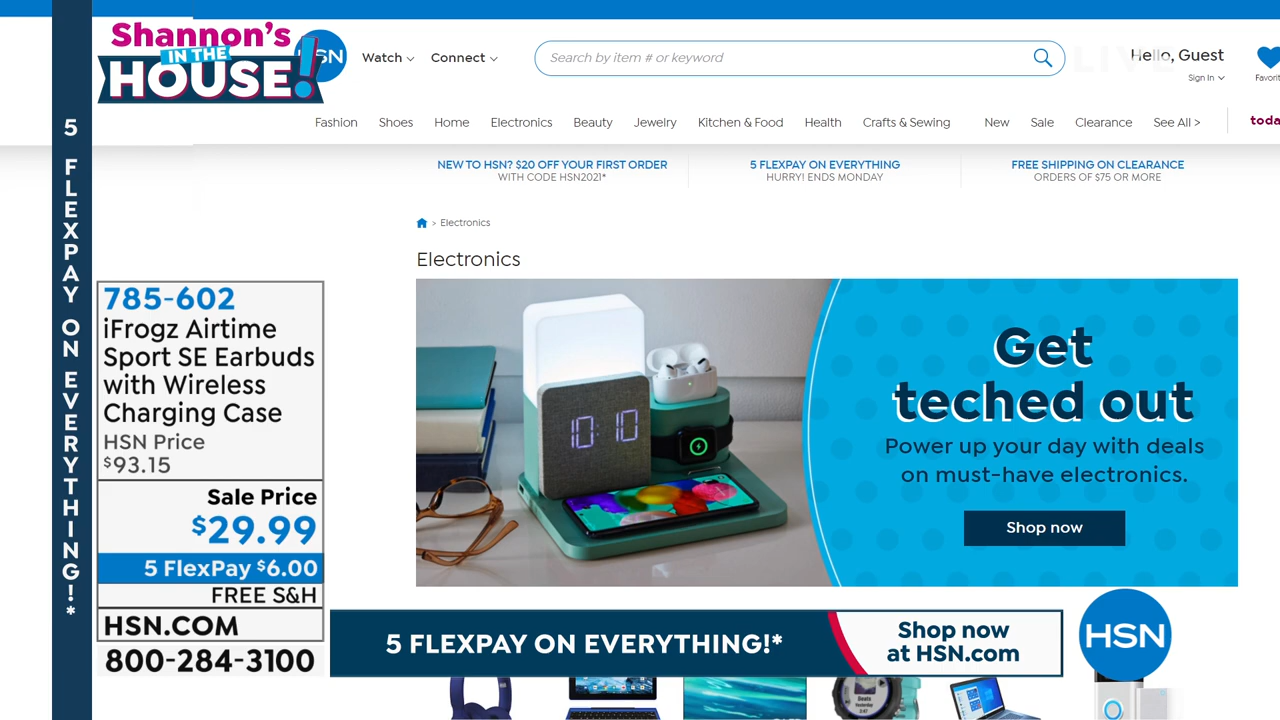 Shannon's
IN THE
HOUSE!
HSN
Watch
Connect
Search by item # or keyword
LIVE
Hello, Guest
Sign In
Fashion
Shoes
Home
Electronics
Beauty
Jewelry
Kitchen & Food
Health
Crafts & Sewing
New
Sale
Clearance
See All >
NEW TO HSN? $20 OFF YOUR FIRST ORDER
WITH CODE HSN2021*
5 FLEXPAY ON EVERYTHING
HURRY! ENDS MONDAY
FREE SHIPPING ON CLEARANCE
ORDERS OF $75 OR MORE
> Electronics
Electronics
5 FLEXPAY ON EVERYTHING!*
785-602
iFrogz Airtime
Sport SE Earbuds
with Wireless
Charging Case
HSN Price
$93.15
Sale Price
$29.99
5 FlexPay $6.00
FREE S&H
HSN.COM
800-284-3100
10:10
Get
teched out
Power up your day with deals
on must-have electronics.
Shop now
5 FLEXPAY ON EVERYTHING!*
Shop now
at HSN.com
HSN